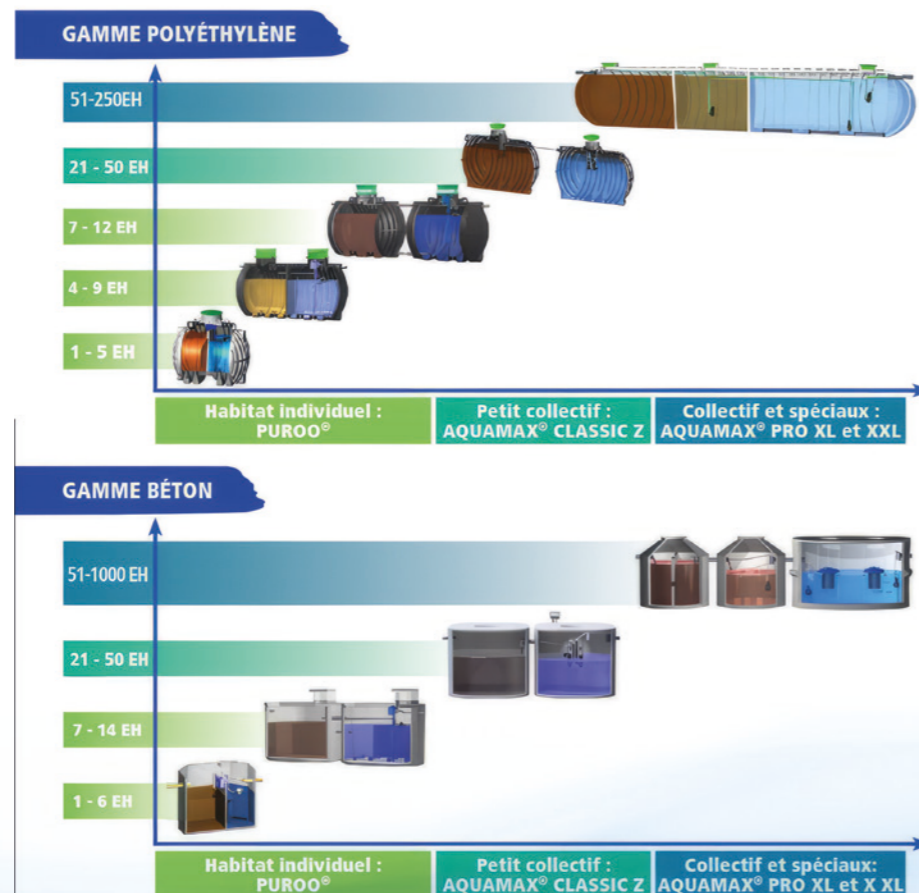 GAMME POLYÉTHYLÈNE
51-250EH
21 - 50 EH
7 - 12 EH
4 - 9 EH
1 - 5 EH
Habitat individuel :
PUROO®
Petit collectif :
AQUAMAX® CLASSIC Z
Collectif et spéciaux :
AQUAMAX® PRO XL et XXL
GAMME BÉTON
51-1000 EH
21 - 50 EH
7 - 14 EH
1 - 6 EH
Habitat individuel :
PUROO®
Petit collectif :
AQUAMAX® CLASSIC Z
Collectif et spéciaux:
AQUAMAX® PRO XL et X XL